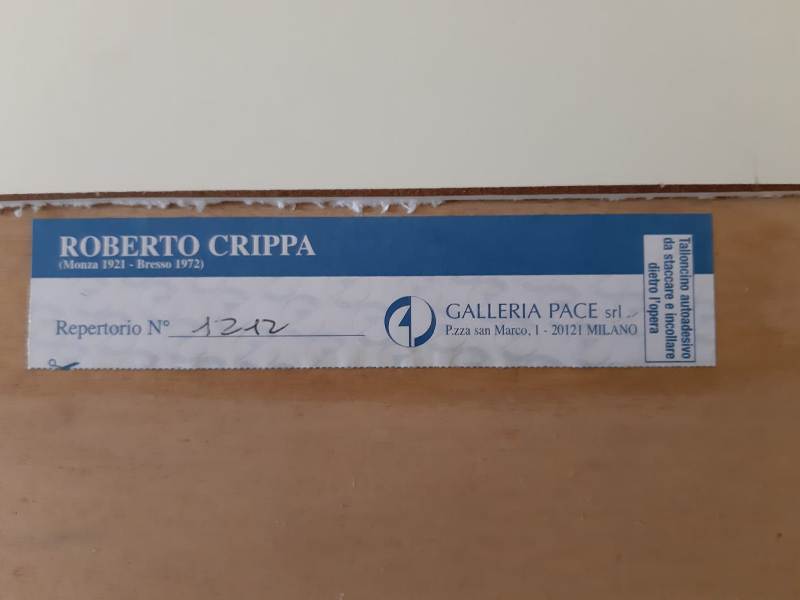 ROBERTO CRIPPA
(Monza 1921 - Bresso 1972)
Repertorio N° 1212
GALLERIA PACE srl
P.zza san Marco, 1 - 20121 MILANO
Talloncino autoadesivo
da staccare e incollare
dietro l'opera